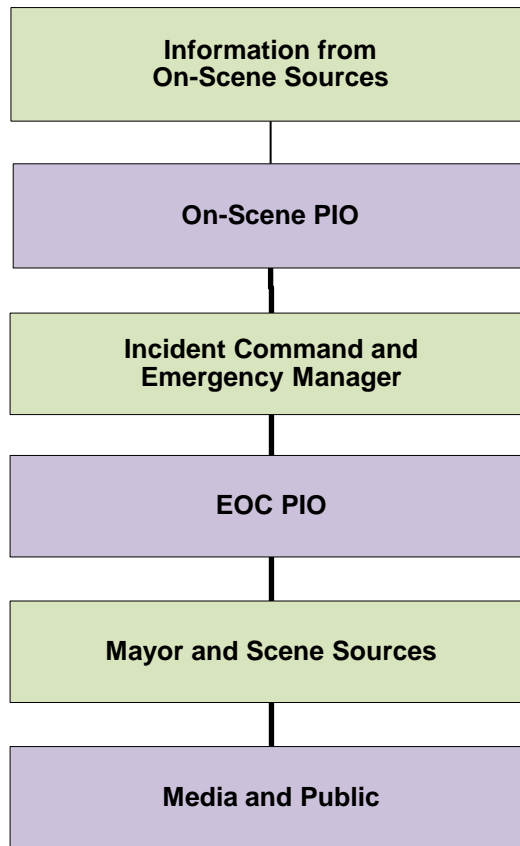 Information from
On-Scene Sources
On-Scene PIO
Incident Command and
Emergency Manager
EOC PIO
Mayor and Scene Sources
Media and Public